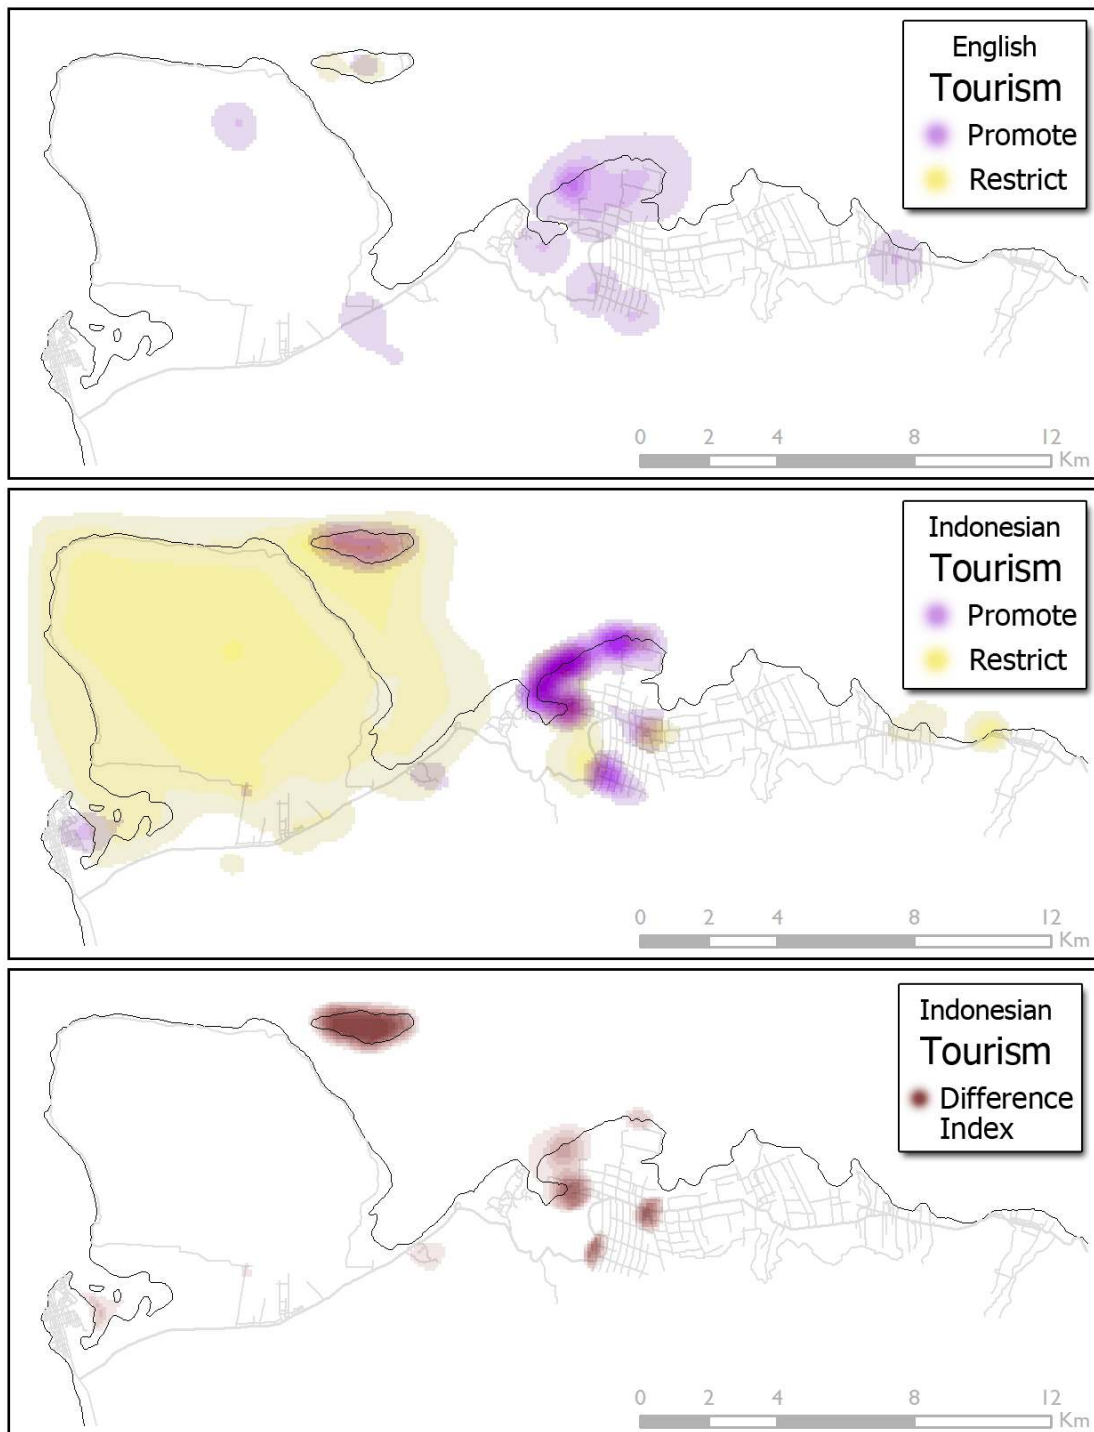 English
Tourism
Promote
Restrict
0 2 4 8 12
Km
Indonesian
Tourism
Promote
Restrict
0 2 4 8 12
Km
Indonesian
Tourism
Difference
Index
0 2 4 8 12
Km